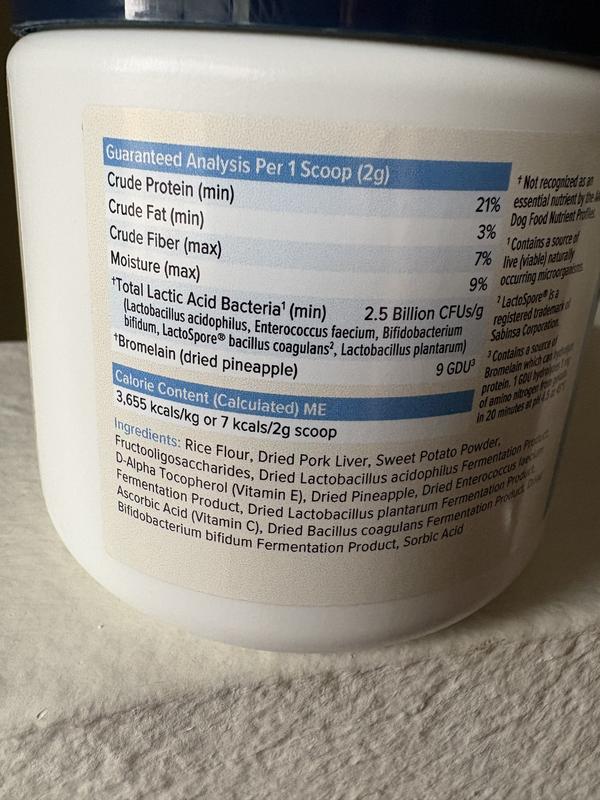 Guaranteed Analysis Per 1 Scoop (2g)
Crude Protein (min) 21%
Crude Fat (min) 3%
Crude Fiber (max) 7%
Moisture (max) 9%
†Total Lactic Acid Bacteria¹ (min) 2.5 Billion CFUs/g
(Lactobacillus acidophilus, Enterococcus faecium, Bifidobacterium
bifidum, LactoSpore® bacillus coagulans², Lactobacillus plantarum)
†Bromelain (dried pineapple) 9 GDU³
Calorie Content (Calculated) ME
3,655 kcals/kg or 7 kcals/2g scoop
Ingredients: Rice Flour, Dried Pork Liver, Sweet Potato Powder,
Fructooligosaccharides, Dried Lactobacillus acidophilus Fermentation Product,
D-Alpha Tocopherol (Vitamin E), Dried Pineapple, Dried Enterococcus faecium
Fermentation Product, Dried Lactobacillus plantarum Fermentation Product,
Ascorbic Acid (Vitamin C), Dried Bacillus coagulans Fermentation Product, Dried
Bifidobacterium bifidum Fermentation Product, Sorbic Acid
† Not recognized as an
essential nutrient by the
Dog Food Nutrient Profiles.
¹ Contains a source of
live (viable) naturally
occurring microorganisms.
² LactoSpore® is a
registered trademark of
Sabinsa Corporation.
³ Contains a source of
Bromelain which can
protein. 1 GDU hydrolyzes 1 mg
of amino nitrogen from
in 20 minutes at pH 4.5